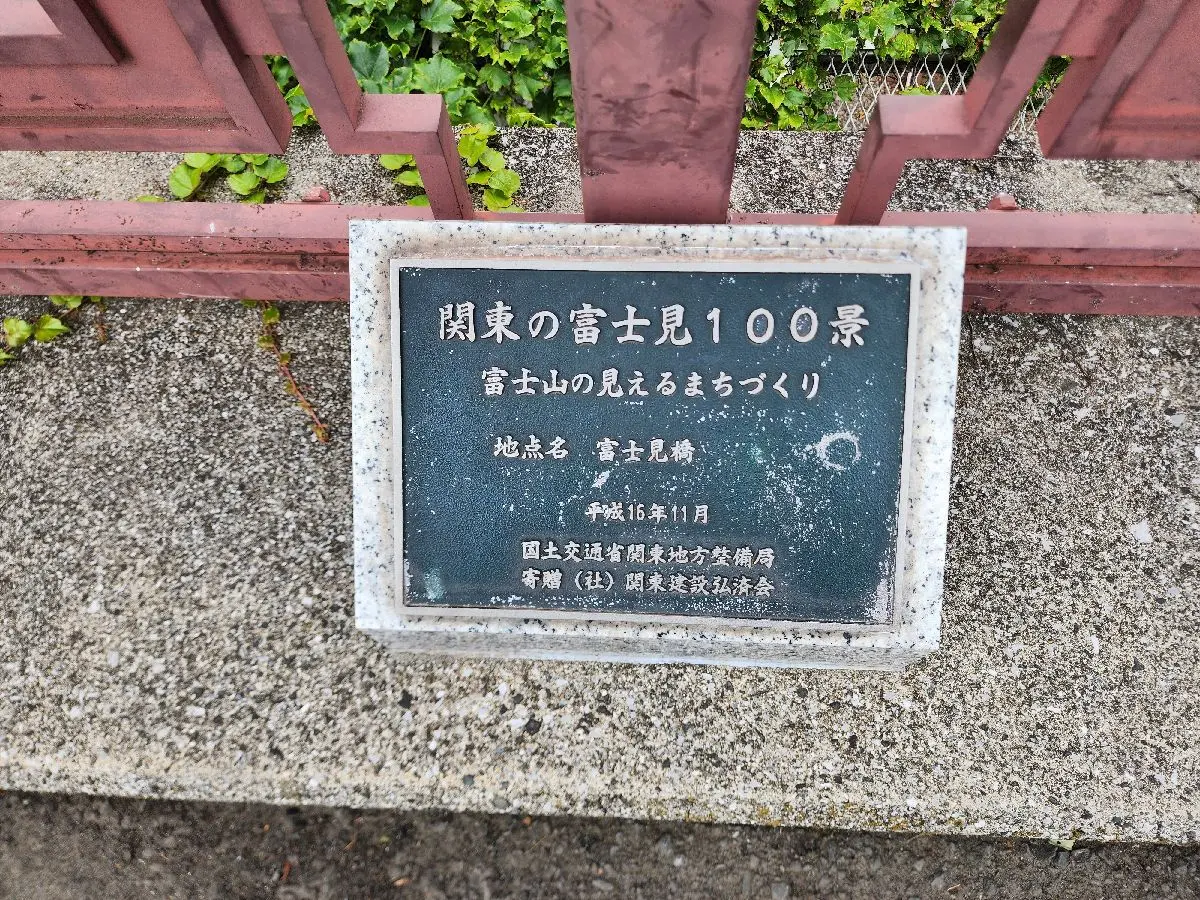 関東の富士見100景
富士山の見えるまちづくり
地点名 富士見橋
平成16年11月
国土交通省関東地方整備局
寄贈（社）関東建設弘済会